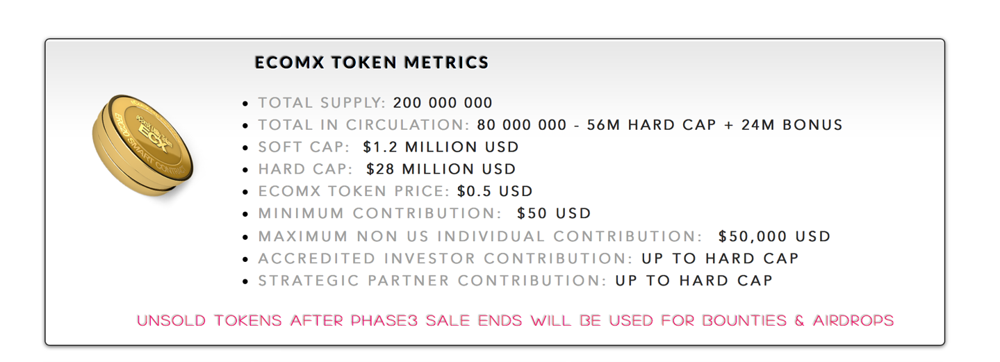 ECOMX TOKEN METRICS
ECX
ERC20 SMART CONTRACT
• TOTAL SUPPLY: 200 000 000
• TOTAL IN CIRCULATION: 80 000 000 - 56M HARD CAP + 24M BONUS
• SOFT CAP: $1.2 MILLION USD
• HARD CAP: $28 MILLION USD
• ECOMX TOKEN PRICE: $0.5 USD
• MINIMUM CONTRIBUTION: $50 USD
• MAXIMUM NON US INDIVIDUAL CONTRIBUTION: $50,000 USD
• ACCREDITED INVESTOR CONTRIBUTION: UP TO HARD CAP
• STRATEGIC PARTNER CONTRIBUTION: UP TO HARD CAP
UNSOLD TOKENS AFTER PHASE3 SALE ENDS WILL BE USED FOR BOUNTIES & AIRDROPS